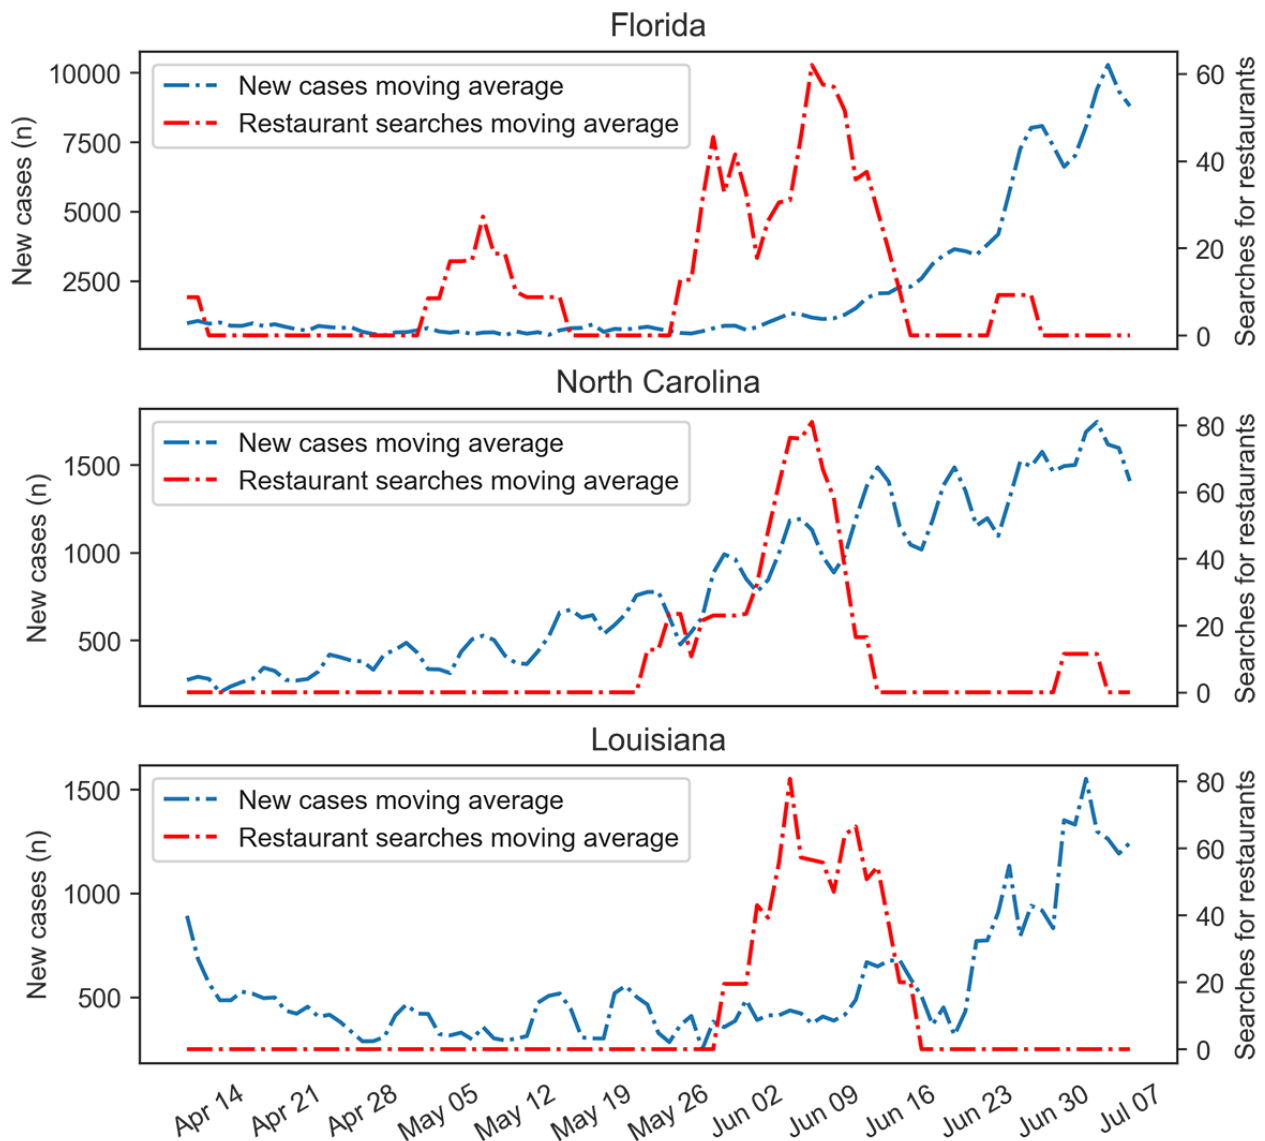 Florida
New cases (n)
10000
7500
5000
2500
New cases moving average
Restaurant searches moving average
60
40
20
0
Searches for restaurants
North Carolina
New cases (n)
1500
1000
500
New cases moving average
Restaurant searches moving average
80
60
40
20
0
Searches for restaurants
Louisiana
New cases (n)
1500
1000
500
New cases moving average
Restaurant searches moving average
80
60
40
20
0
Searches for restaurants
Apr 14 Apr 21 Apr 28 May 05 May 12 May 19 May 26 Jun 02 Jun 09 Jun 16 Jun 23 Jun 30 Jul 07